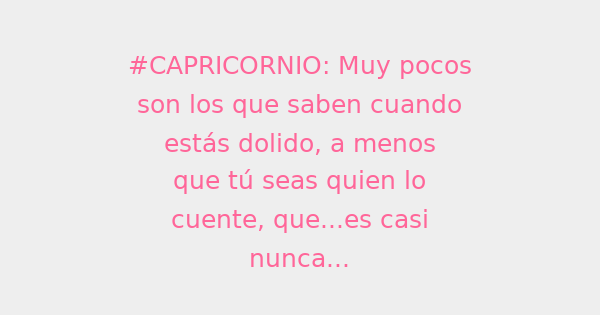 #CAPRICORNIO: Muy pocos
son los que saben cuando
estás dolido, a menos
que tú seas quien lo
cuente, que...es casi
nunca...